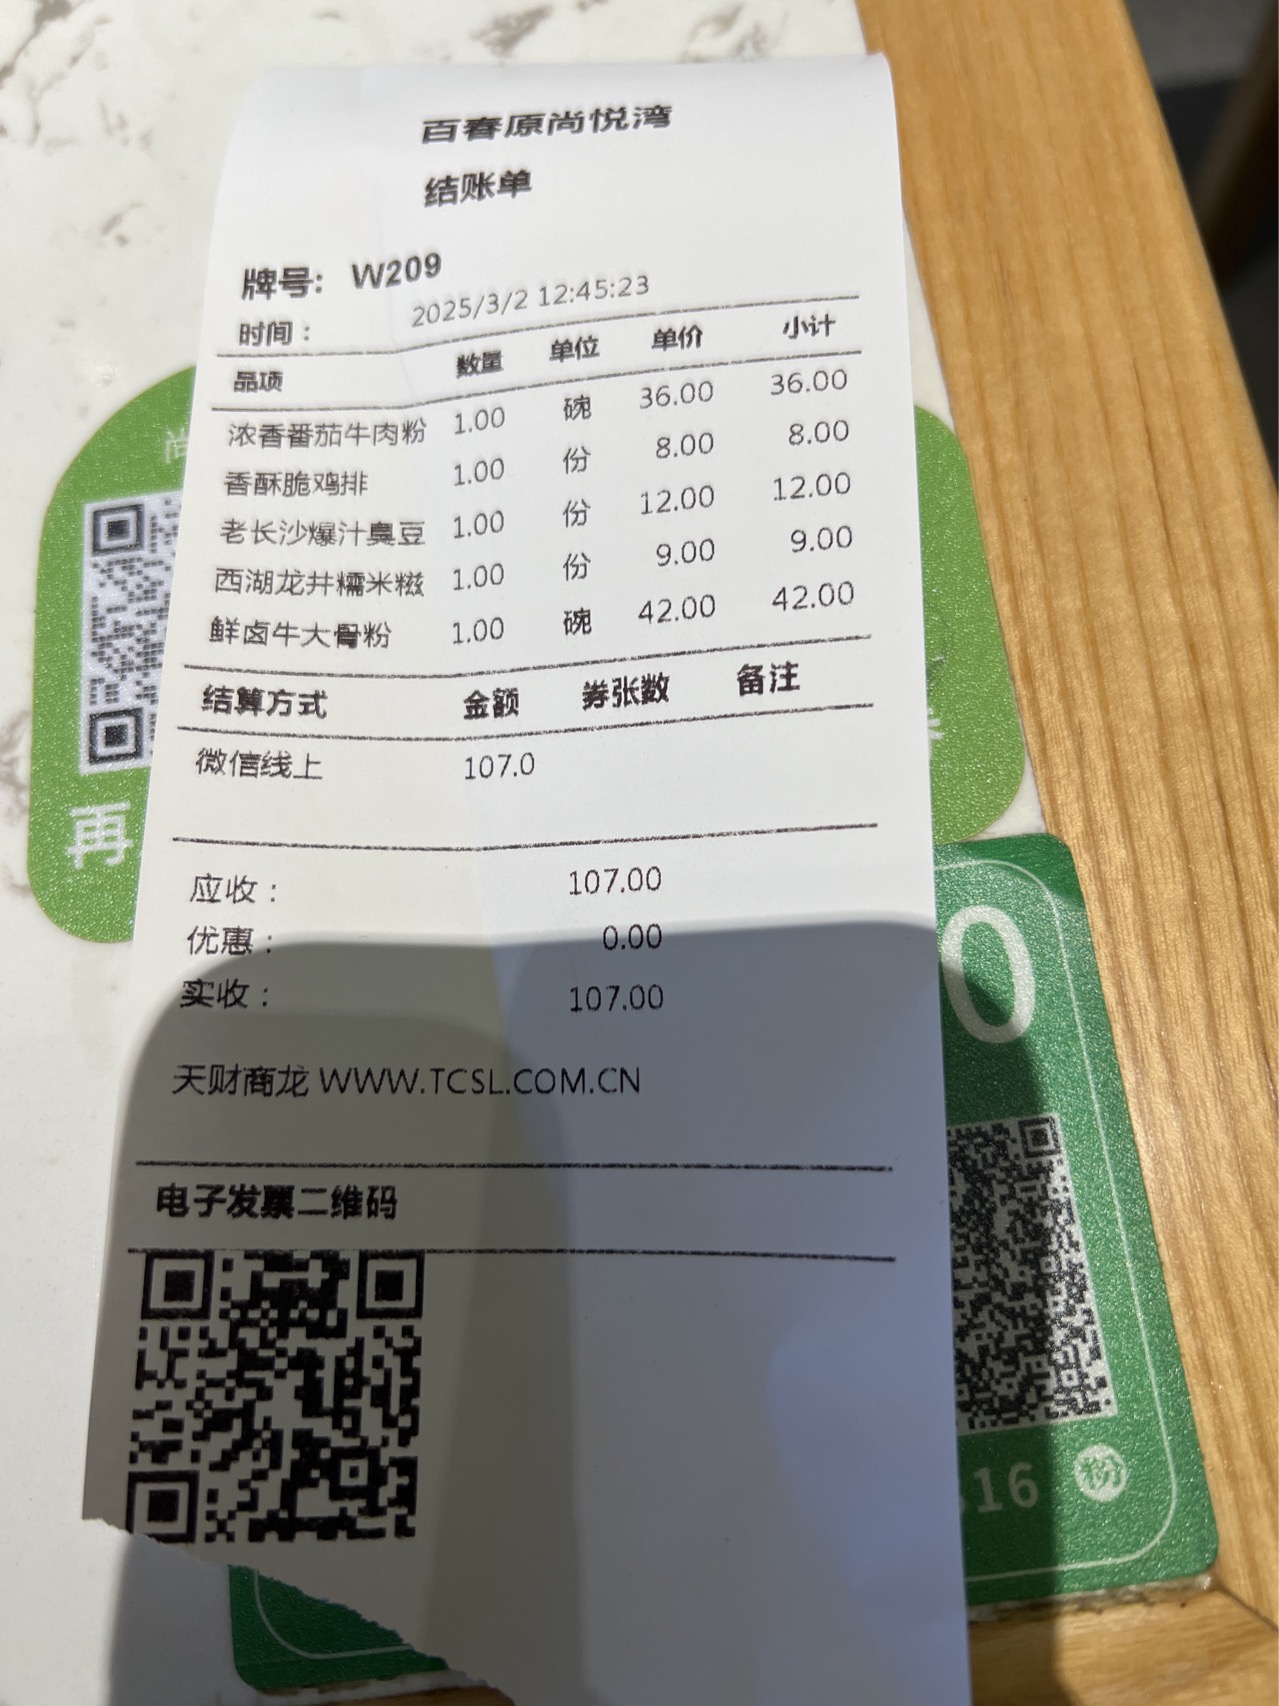 百春原尚悦湾
结账单
牌号： W209
时间： 2025/3/2 12:45:23
品项 数量 单位 单价 小计
浓香番茄牛肉粉 1.00 碗 36.00 36.00
香酥脆鸡排 1.00 份 8.00 8.00
老长沙爆汁臭豆 1.00 份 12.00 12.00
西湖龙井糯米糍 1.00 份 9.00 9.00
鲜卤牛大骨粉 1.00 碗 42.00 42.00
结算方式 金额 券张数 备注
微信线上 107.0
应收： 107.00
优惠： 0.00
实收： 107.00
天财商龙 WWW.TCSL.COM.CN
电子发票二维码
再
0
16
粉